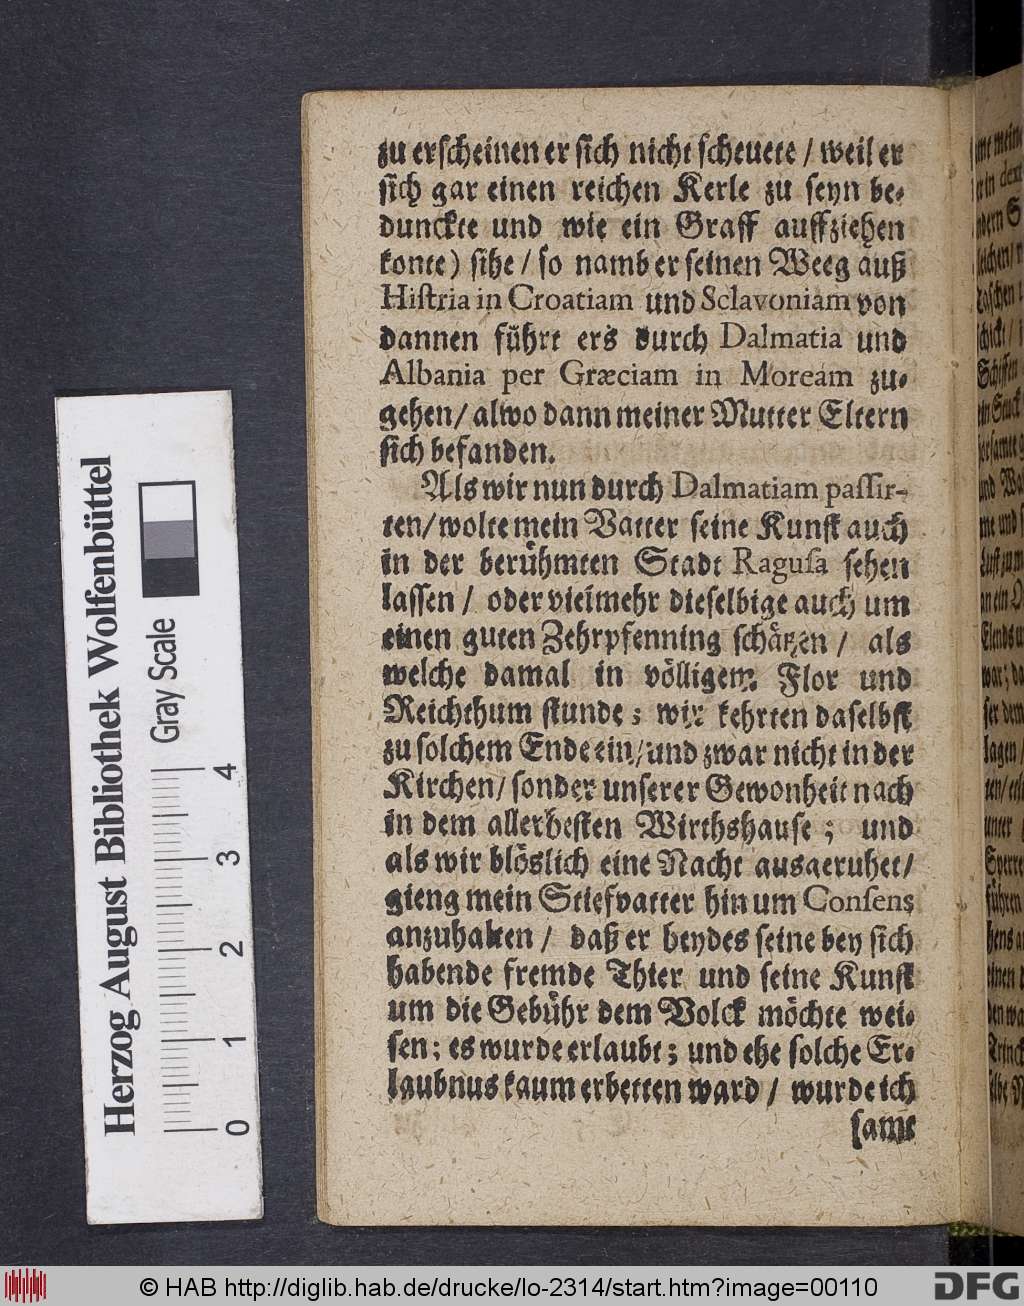 zu erscheinen er sich nicht scheuete / weil er
sich gar einen reichen Kerle zu seyn be-
dunckte und wie ein Graff auffziehen
konte) sihe / so namb er seinen Weeg auß
Histria in Croatiam und Sclavoniam von
dannen führt ers durch Dalmatia und
Albania per Græciam in Moream zu-
gehen / alwo dann meiner Mutter Eltern
sich befanden.
Als wir nun durch Dalmatiam passir-
ten / wolte mein Vatter seine Kunst auch
in der berühmten Stadt Ragusa sehen
lassen / oder vielmehr dieselbige auch um
einen guten Zehrpfenning schätzen / als
welche damal in völligem Flor und
Reichthum stunde; wir kehrten daselbst
zu solchem Ende ein / und zwar nicht in der
Kirchen / sonder unserer Gewonheit nach
in dem allerbesten Wirthshause; und
als wir blöslich eine Nacht ausgeruhet /
gieng mein Stiefvatter hin um Consens
anzuhalten / daß er beydes seine bey sich
habende fremde Thier und seine Kunst
um die Gebühr dem Volck möchte wei-
sen; es wurde erlaubt; und ehe solche Er-
laubnus kaum erbetten ward / wurde ich
samt
Herzog August Bibliothek Wolfenbüttel
Gray Scale
0 1 2 3 4
© HAB http://diglib.hab.de/drucke/lo-2314/start.htm?image=00110
DFG